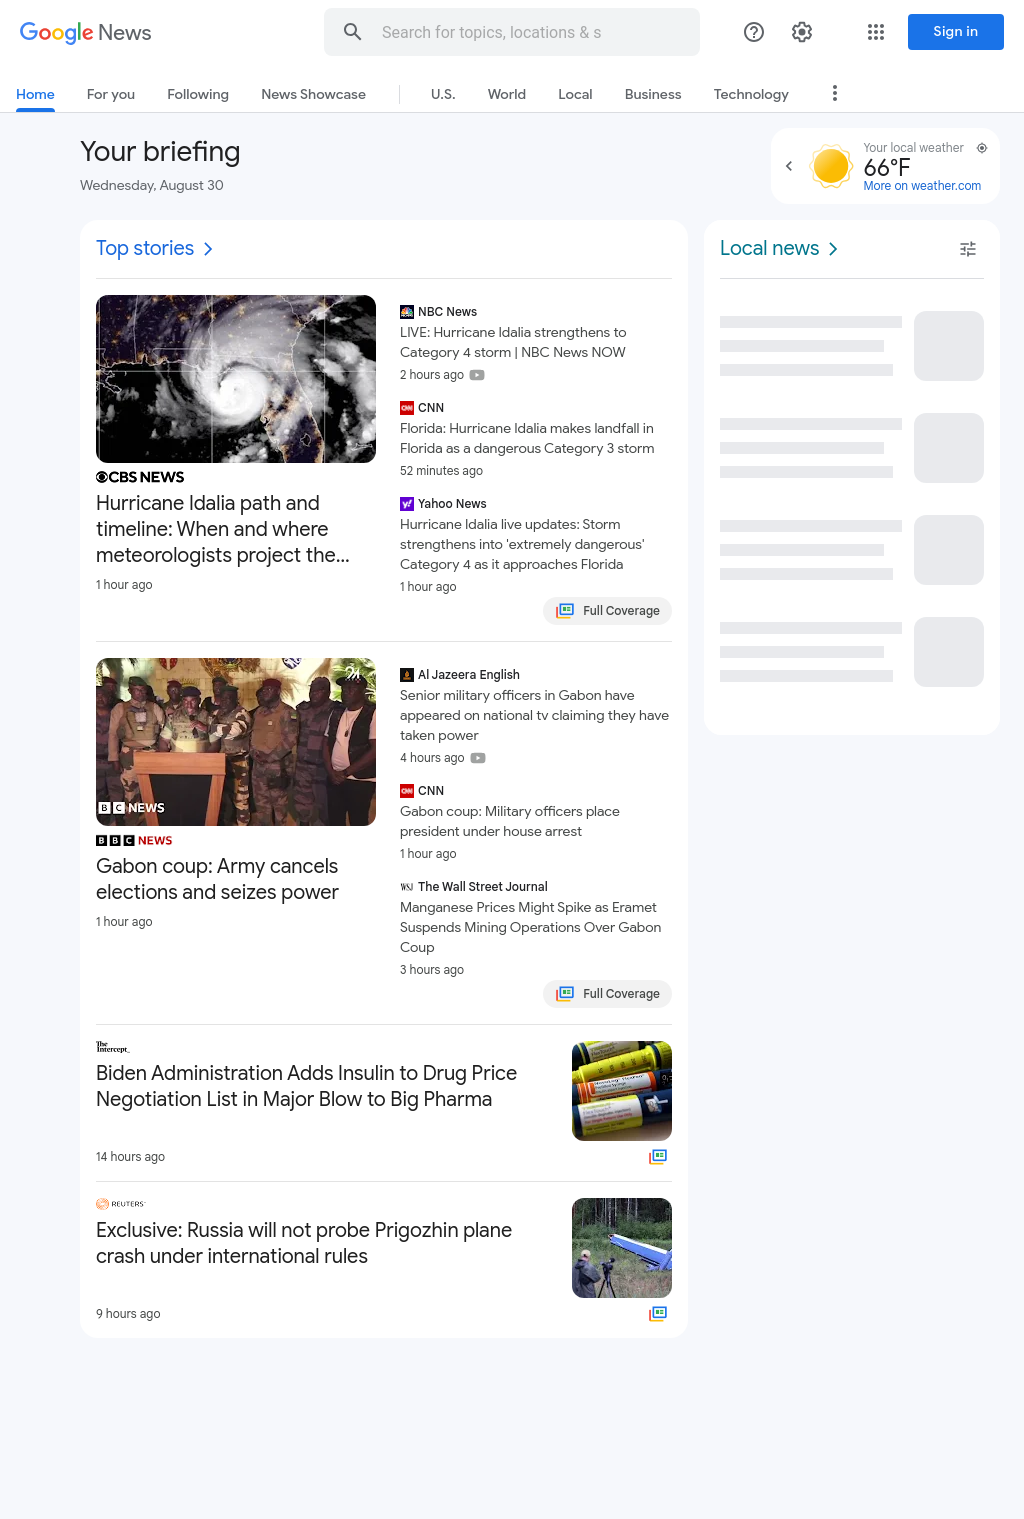 Google News
Search for topics, locations & s
Sign in
Home
For you
Following
News Showcase
U.S.
World
Local
Business
Technology
Your briefing
Wednesday, August 30
Your local weather
66°F
More on weather.com
Top stories
CBS NEWS
Hurricane Idalia path and
timeline: When and where
meteorologists project the...
1 hour ago
NBC News
LIVE: Hurricane Idalia strengthens to
Category 4 storm | NBC News NOW
2 hours ago
CNN
CNN
Florida: Hurricane Idalia makes landfall in
Florida as a dangerous Category 3 storm
52 minutes ago
y!
Yahoo News
Hurricane Idalia live updates: Storm
strengthens into 'extremely dangerous'
Category 4 as it approaches Florida
1 hour ago
Full Coverage
24
BBC NEWS
BBC NEWS
Gabon coup: Army cancels
elections and seizes power
1 hour ago
Al Jazeera English
Senior military officers in Gabon have
appeared on national tv claiming they have
taken power
4 hours ago
CNN
CNN
Gabon coup: Military officers place
president under house arrest
1 hour ago
WSJ
The Wall Street Journal
Manganese Prices Might Spike as Eramet
Suspends Mining Operations Over Gabon
Coup
3 hours ago
Full Coverage
The
Intercept_
Biden Administration Adds Insulin to Drug Price
Negotiation List in Major Blow to Big Pharma
14 hours ago
REUTERS
Exclusive: Russia will not probe Prigozhin plane
crash under international rules
9 hours ago
Local news